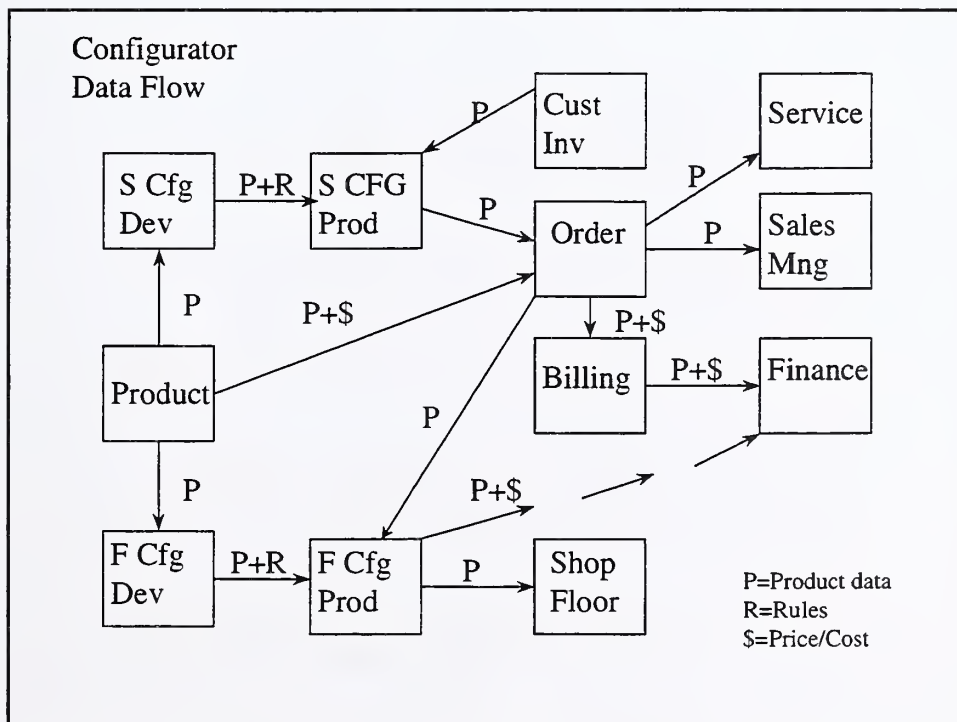 Configurator
Data Flow
Cust
Inv
Service
P
S Cfg
Dev
P+R
S CFG
Prod
P
P
Order
P
Sales
Mng
P
P+$
P+$
Product
Billing
P+$
Finance
P
P
P+$
F Cfg
Dev
P+R
F Cfg
Prod
P
Shop
Floor
P=Product data
R=Rules
$=Price/Cost